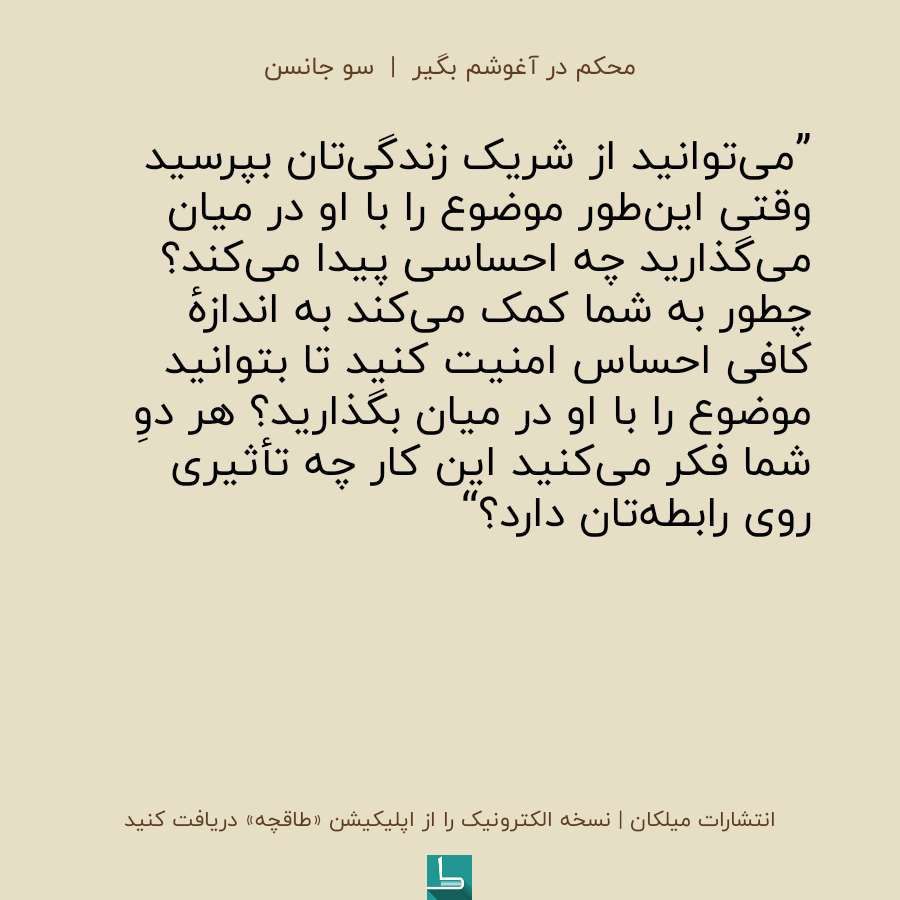 محکم در آغوشم بگیر | سو جانسن
”می‌توانید از شریک زندگی‌تان بپرسید
وقتی این‌طور موضوع را با او در میان
می‌گذارید چه احساسی پیدا می‌کند؟
چطور به شما کمک می‌کند به اندازهٔ
کافی احساس امنیت کنید تا بتوانید
موضوع را با او در میان بگذارید؟ هر دوِ
شما فکر می‌کنید این کار چه تأثیری
روی رابطه‌تان دارد؟“
انتشارات میلکان | نسخه الکترونیک را از اپلیکیشن «طاقچه» دریافت کنید